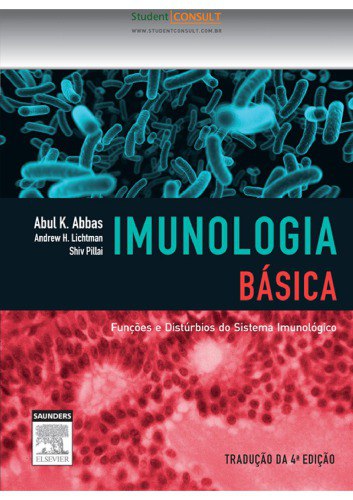 Student CONSULT
WWW.STUDENTCONSULT.COM.BR
Abul K. Abbas
Andrew H. Lichtman
Shiv Pillai
IMUNOLOGIA
BÁSICA
Funções e Distúrbios do Sistema Imunológico
SAUNDERS
ELSEVIER
TRADUÇÃO DA 4ª EDIÇÃO